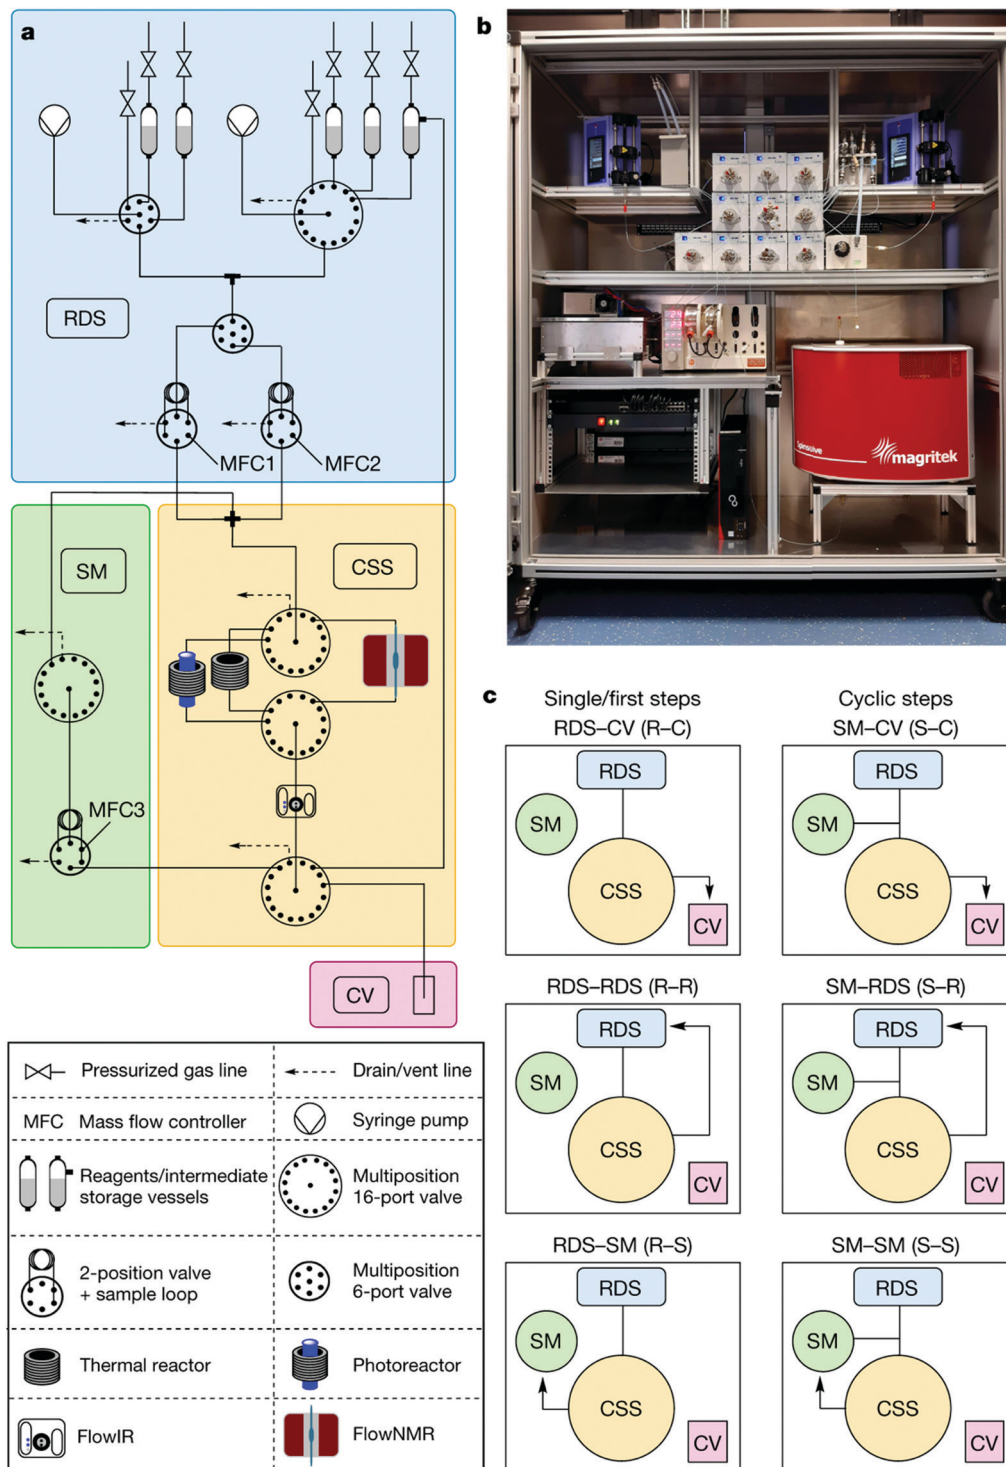 a
RDS
MFC1
MFC2
SM
CSS
MFC3
CV
Pressurized gas line
Drain/vent line
MFC Mass flow controller
Syringe pump
Reagents/intermediate
storage vessels
Multiposition
16-port valve
2-position valve
+ sample loop
Multiposition
6-port valve
Thermal reactor
Photoreactor
FlowIR
FlowNMR
b
Spinsolve
magritek
c
Single/first steps
Cyclic steps
RDS–CV (R–C)
SM–CV (S–C)
RDS
SM
CSS
CV
RDS
SM
CSS
CV
RDS–RDS (R–R)
SM–RDS (S–R)
RDS
SM
CSS
CV
RDS
SM
CSS
CV
RDS–SM (R–S)
SM–SM (S–S)
RDS
SM
CSS
CV
RDS
SM
CSS
CV